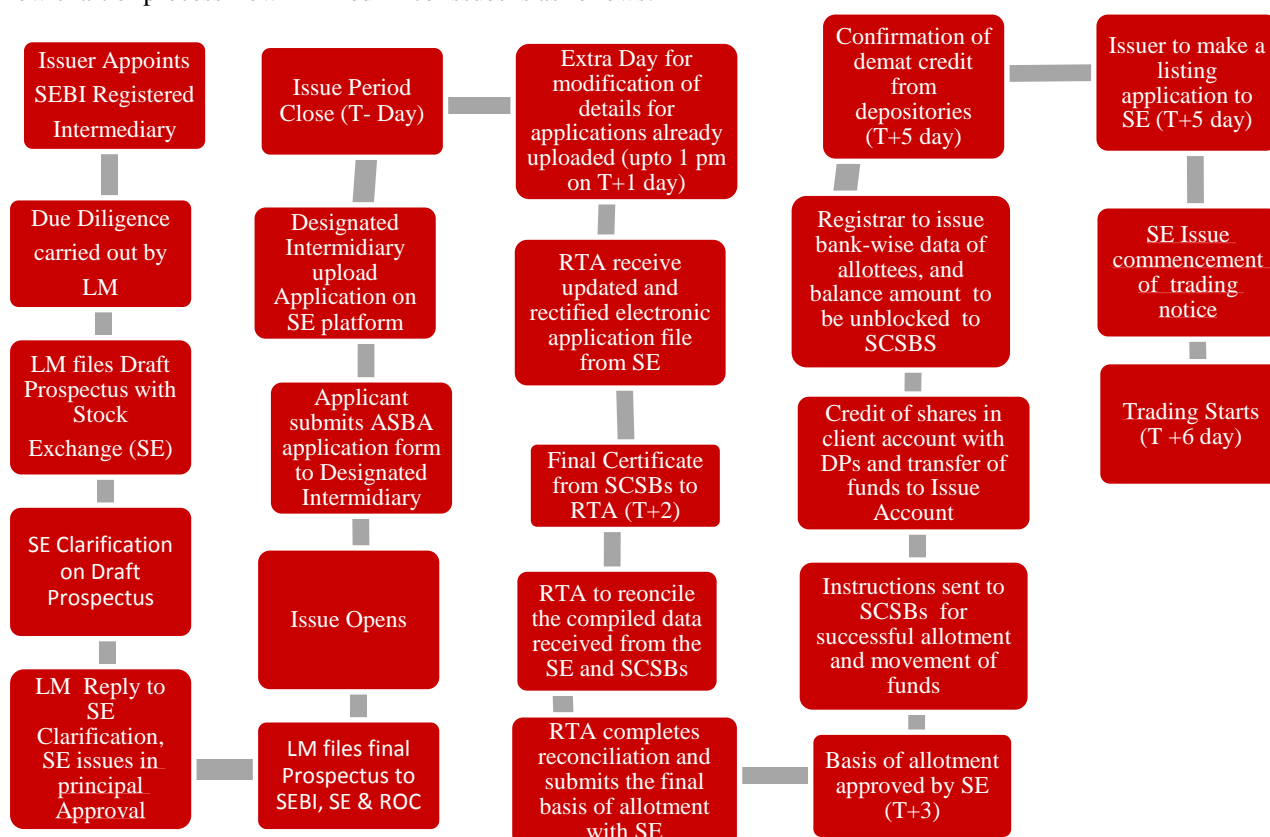 Issuer Appoints
SEBI Registered
Intermediary
Due Diligence
carried out by
LM
LM files Draft
Prospectus with
Stock
Exchange (SE)
SE Clarification
on Draft
Prospectus
LM Reply to
SE
Clarification,
SE issues in
principal
Approval
LM files final
Prospectus to
SEBI, SE & ROC
Issue Opens
Applicant
submits ASBA
application form
to Designated
Intermidiary
Designated
Intermidiary
upload
Application on
SE platform
Issue Period
Close (T- Day)
Extra Day for
modification of
details for
applications already
uploaded (upto 1 pm
on T+1 day)
RTA receive
updated and
rectified electronic
application file
from SE
Final Certificate
from SCSBs to
RTA (T+2)
RTA to reconcile
the compiled data
received from the
SE and SCSBs
RTA completes
reconciliation and
submits the final
basis of allotment
with SE
Basis of allotment
approved by SE
(T+3)
Instructions sent to
SCSBs for
successful allotment
and movement of
funds
Credit of shares in
client account with
DPs and transfer of
funds to Issue
Account
Registrar to issue
bank-wise data of
allottees, and
balance amount to
be unblocked to
SCSBS
Confirmation of
demat credit
from
depositories
(T+5 day)
Issuer to make a
listing
application to
SE (T+5 day)
SE Issue
commencement
of trading
notice
Trading Starts
(T +6 day)